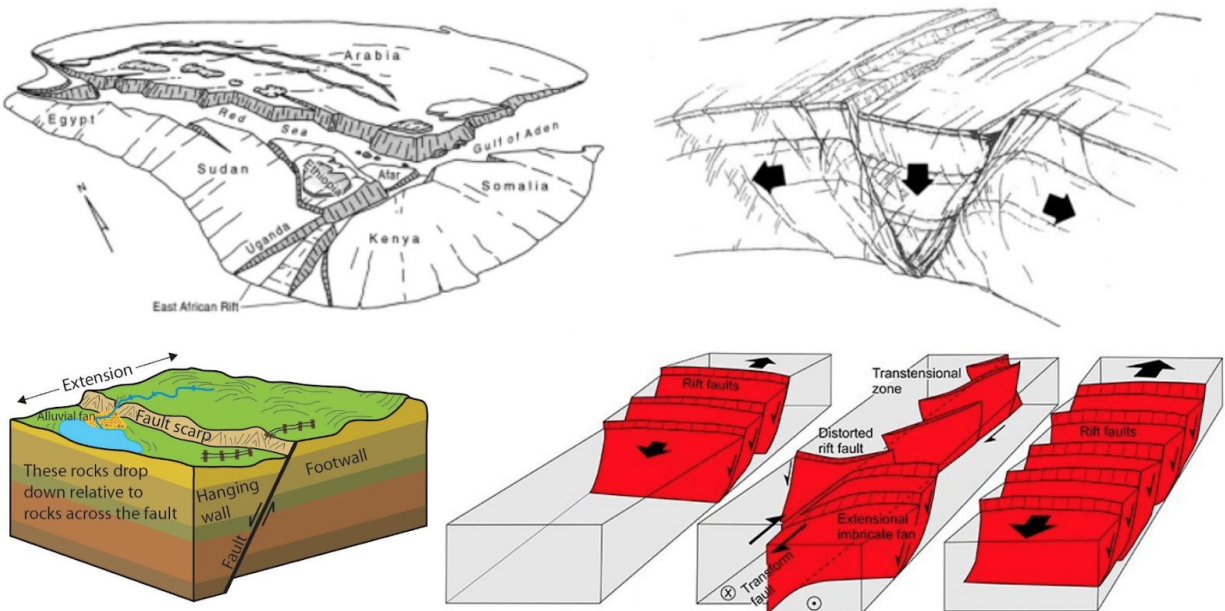 Arabia
Egypt
Red Sea
Gulf of Aden
Sudan
Ethiopia
Afar
Somalia
N
Uganda
Kenya
East African Rift
Extension
Alluvial fan
Fault scarp
These rocks drop
down relative to
rocks across the fault
Hanging
wall
Footwall
Fault
Rift faults
Transtensional
zone
Distorted
rift fault
Extensional
imbricate fan
Transform
fault
Rift faults